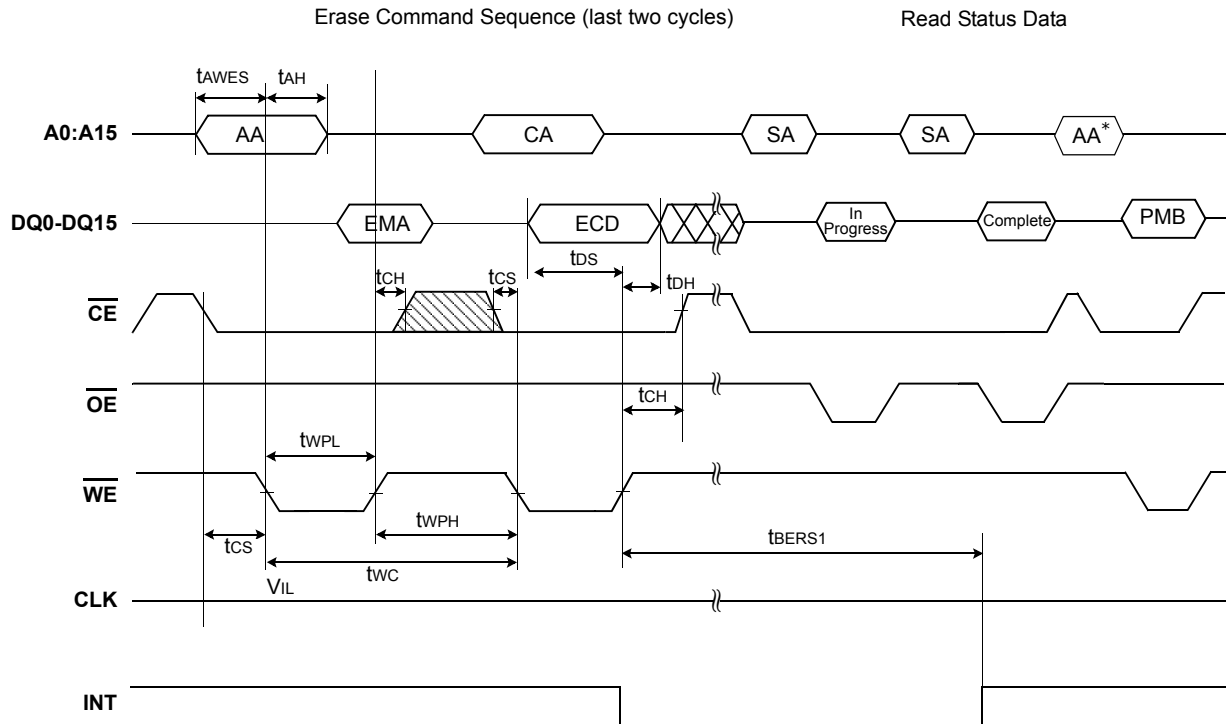 Erase Command Sequence (last two cycles) Read Status Data
tAWES tAH
A0:A15 AA CA SA SA AA*
DQ0-DQ15 EMA ECD In Progress Complete PMB
tDS
tCH tCS tDH
CE
OE
tCH
tWPL
WE
tWPH tBERS1
tCS
tWC
VIL
CLK
INT